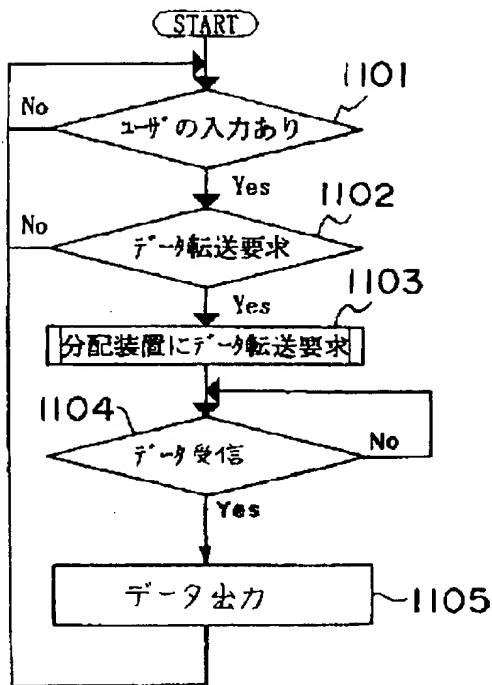 START
1101
No
ユーザの入力あり
Yes
1102
No
データ転送要求
Yes
1103
分配装置にデータ転送要求
1104
データ受信
No
Yes
データ出力
1105